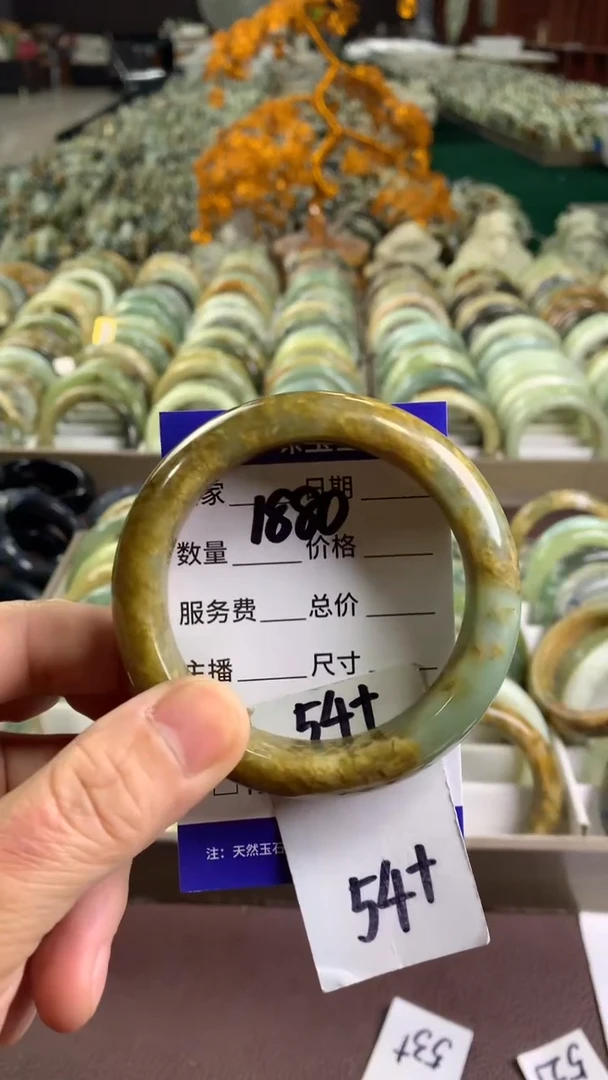 家 日期
1880
数量 价格
服务费 总价
主播 尺寸
54+
注：天然玉石
54+
53+
52